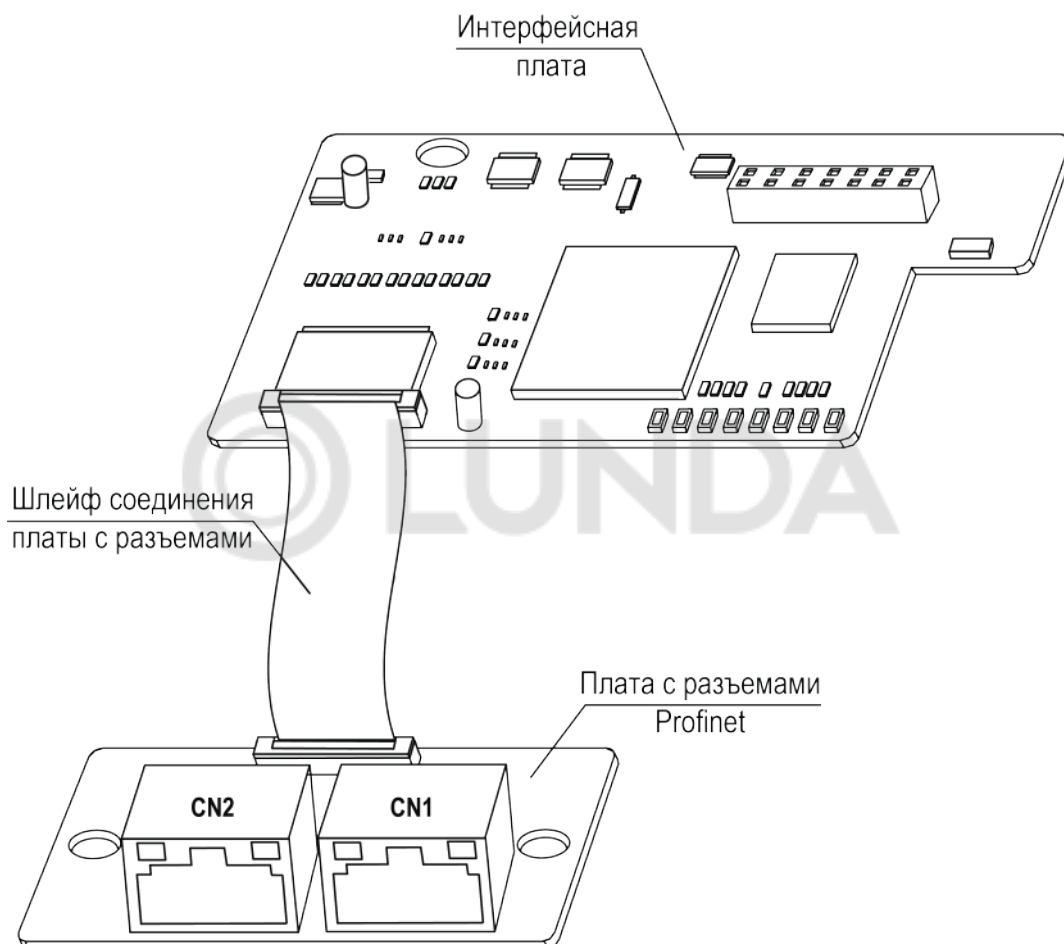 Интерфейсная
плата
LUNDA
Шлейф соединения
платы с разъемами
Плата с разъемами
Profinet
CN2
CN1